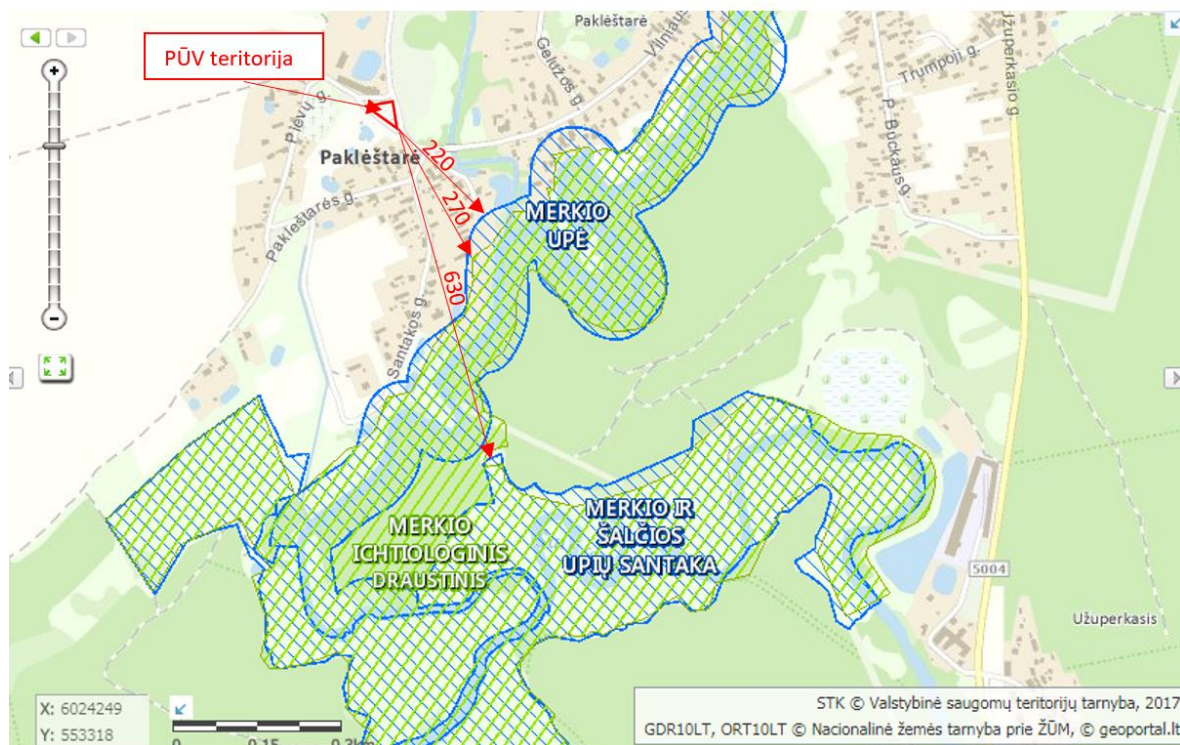 Paklėštarė
Užuperkasio g.
PŪV teritorija
Gelužos g.
Vilniaus
Trumpoji g.
Pievų g.
P. Buckaus g.
Paklėštarė
220
Paklėštarės g.
270
MERKIO
UPĖ
630
Santakos g.
MERKIO
ICHTIOLOGINIS
DRAUSTINIS
MERKIO IR
ŠALČIOS
UPIŲ SANTAKA
5004
Užuperkasis
X: 6024249
Y: 553318
0 0.15 0.3km
STK © Valstybinė saugomų teritorijų tarnyba, 2017
GDR10LT, ORT10LT © Nacionalinė žemės tarnyba prie ŽŪM, © geoportal.lt